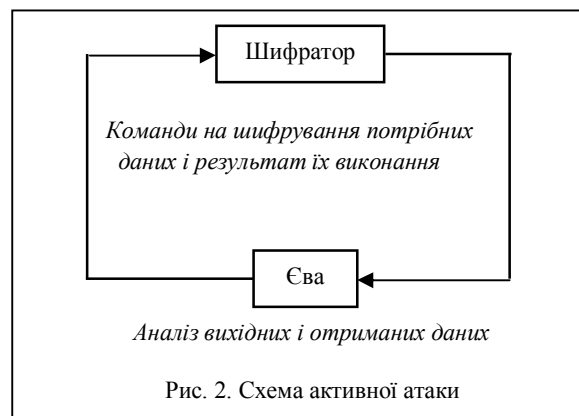 Шифратор
Команди на шифрування потрібних
даних і результат їх виконання
Єва
Аналіз вихідних і отриманих даних
Рис. 2. Схема активної атаки